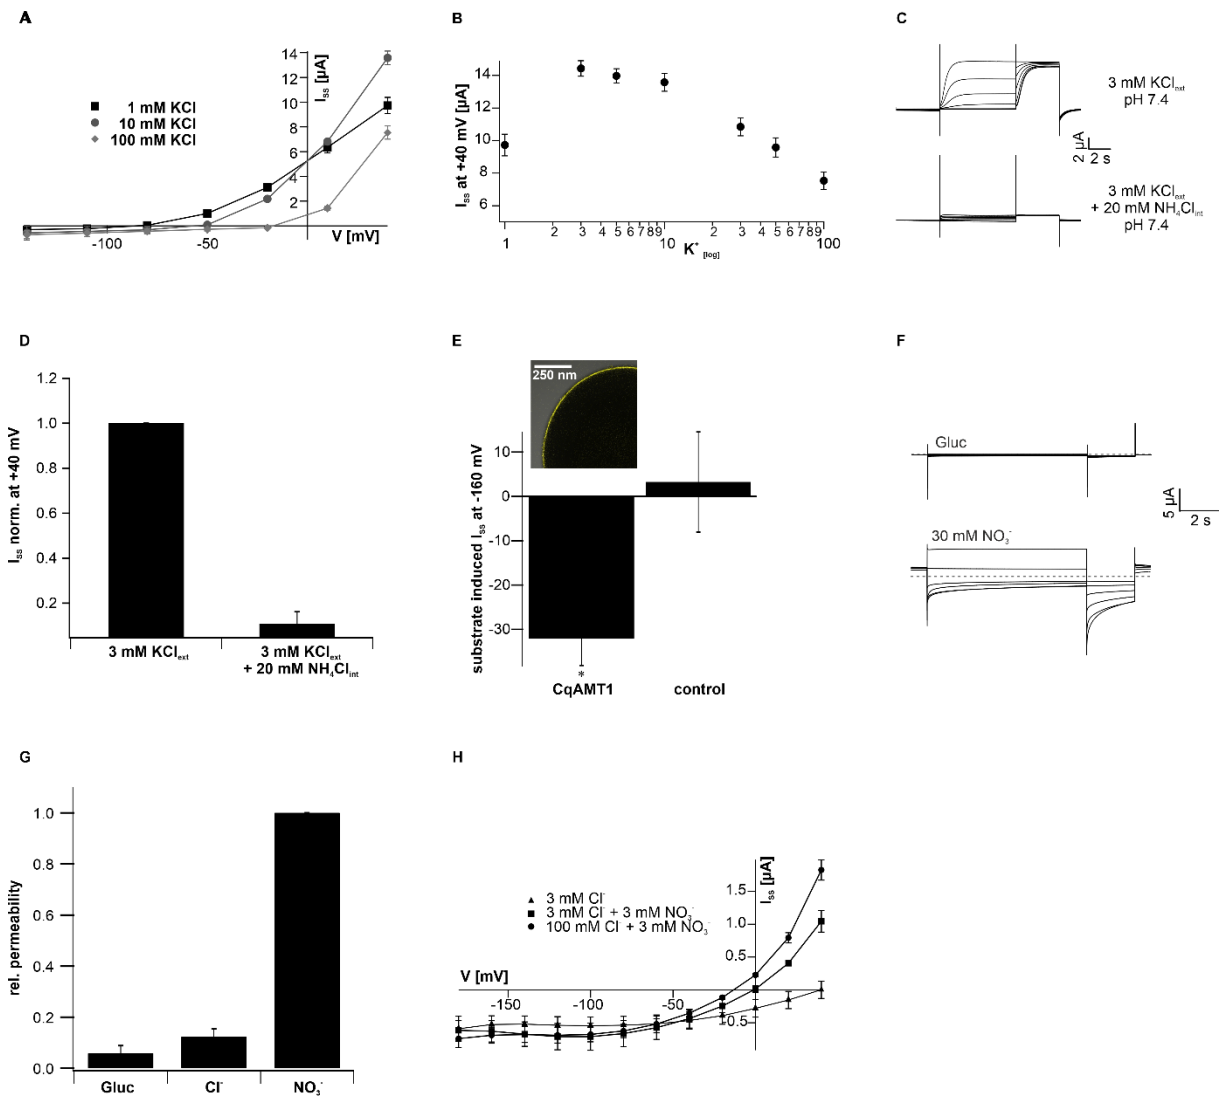 A
I_ss [µA]
14
12
10
8
6
4
2
1 mM KCl
10 mM KCl
100 mM KCl
-100
-50
V [mV]
B
I_ss at +40 mV [µA]
14
12
10
8
6
1 2 3 4 5 6 7 8 9 10 2 3 4 5 6 7 8 9 100
K⁺ [log]
C
3 mM KCl_ext
pH 7.4
2 µA
2 s
3 mM KCl_ext
+ 20 mM NH₄Cl_int
pH 7.4
D
I_ss norm. at +40 mV
1.2
1.0
0.8
0.6
0.4
0.2
3 mM KCl_ext
3 mM KCl_ext
+ 20 mM NH₄Cl_int
E
250 nm
substrate induced I_ss at -160 mV
10
0
-10
-20
-30
*
CqAMT1
control
F
Gluc
5 µA
2 s
30 mM NO₃⁻
G
rel. permeability
1.0
0.8
0.6
0.4
0.2
0.0
Gluc
Cl⁻
NO₃⁻
H
I_ss [µA]
3 mM Cl⁻
3 mM Cl⁻ + 3 mM NO₃⁻
100 mM Cl⁻ + 3 mM NO₃⁻
1.5
1.0
0.5
V [mV]
-150
-100
-50
0.5